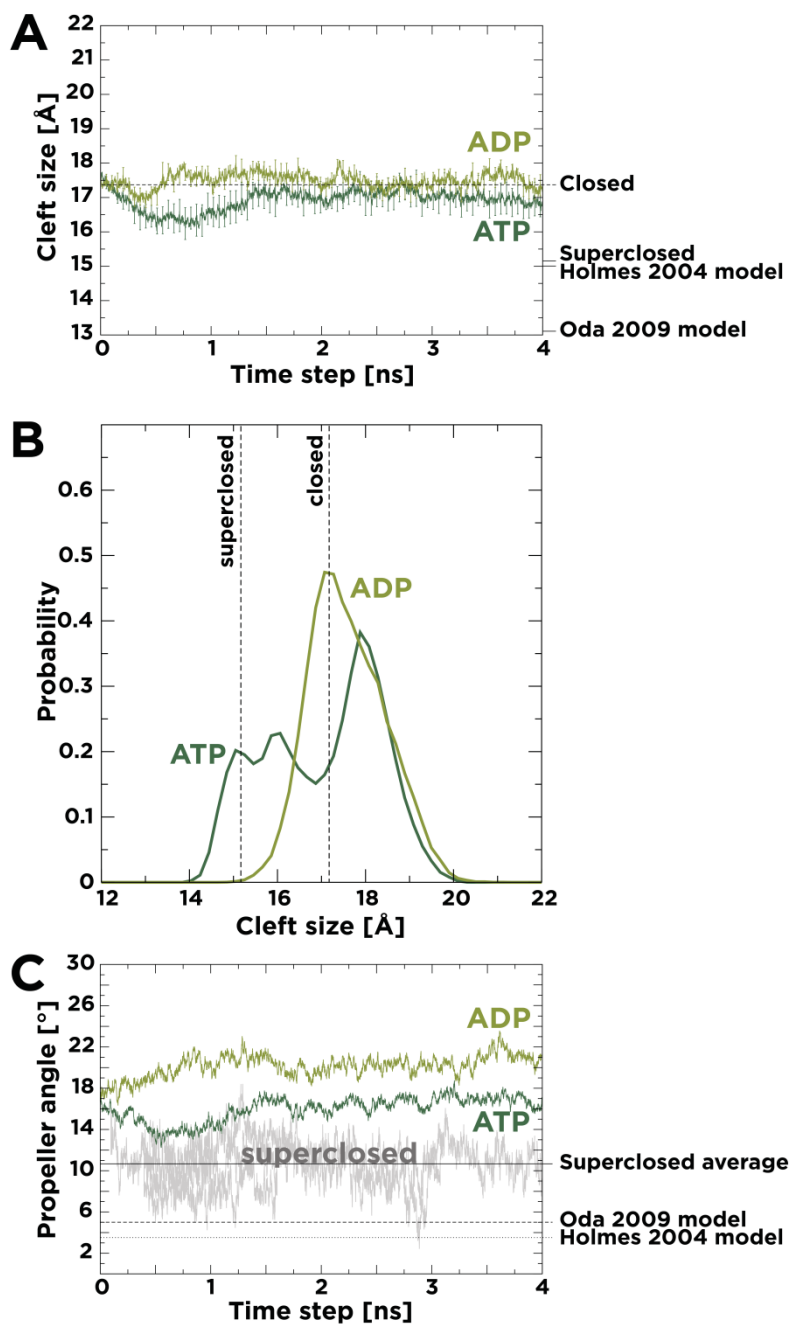 A
22
21
20
19
18
17
16
15
14
13
Cleft size [Å]
ADP
ATP
Closed
Superclosed
Holmes 2004 model
Oda 2009 model
0
1
2
3
4
Time step [ns]
B
superclosed
closed
0.6
0.5
0.4
0.3
0.2
0.1
0
Probability
ADP
ATP
12
14
16
18
20
22
Cleft size [Å]
C
30
26
22
18
14
10
6
2
Propeller angle [°]
ADP
ATP
superclosed
Superclosed average
Oda 2009 model
Holmes 2004 model
0
1
2
3
4
Time step [ns]